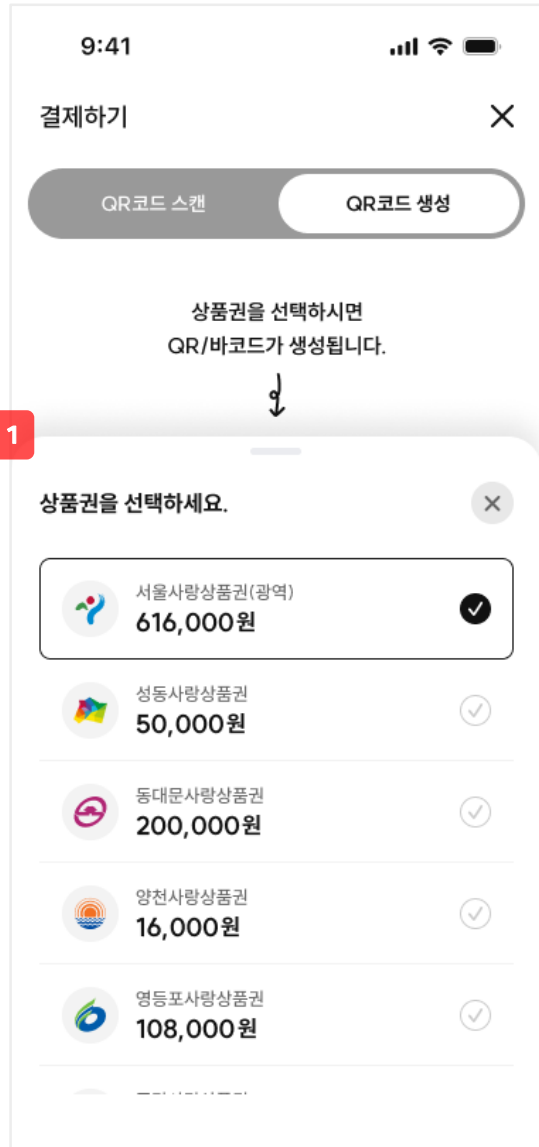 9:41
결제하기
QR코드 스캔
QR코드 생성
상품권을 선택하시면
QR/바코드가 생성됩니다.
1
상품권을 선택하세요.
서울사랑상품권(광역)
616,000원
성동사랑상품권
50,000원
동대문사랑상품권
200,000원
양천사랑상품권
16,000원
영등포사랑상품권
108,000원